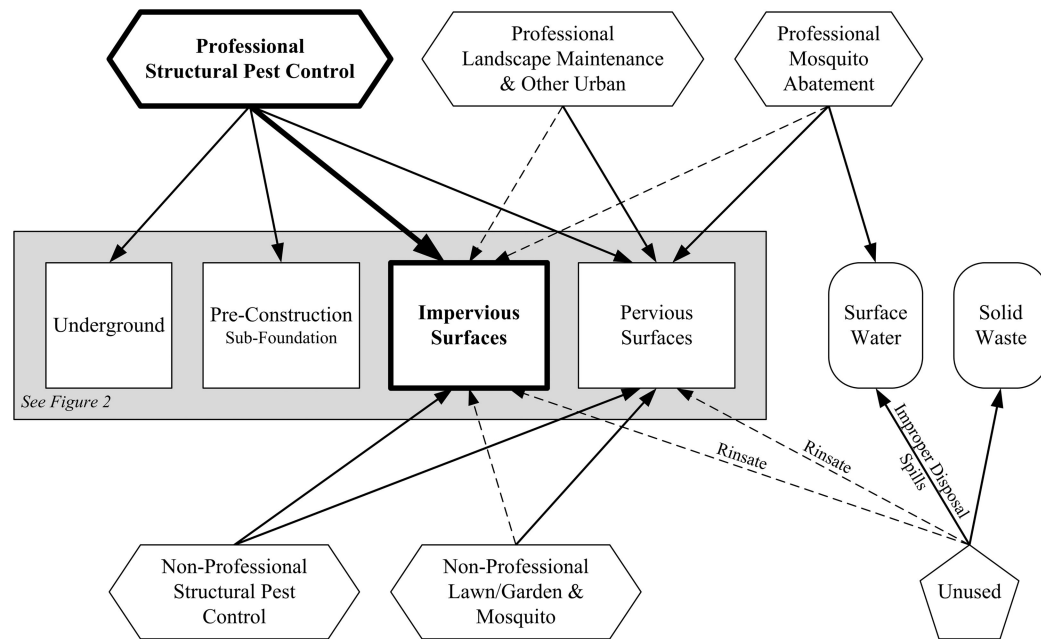 Professional
Structural Pest Control
Professional
Landscape Maintenance
& Other Urban
Professional
Mosquito
Abatement
Underground
Pre-Construction
Sub-Foundation
Impervious
Surfaces
Pervious
Surfaces
Surface
Water
Solid
Waste
See Figure 2
Rinsate
Rinsate
Improper Disposal
Spills
Non-Professional
Structural Pest
Control
Non-Professional
Lawn/Garden &
Mosquito
Unused